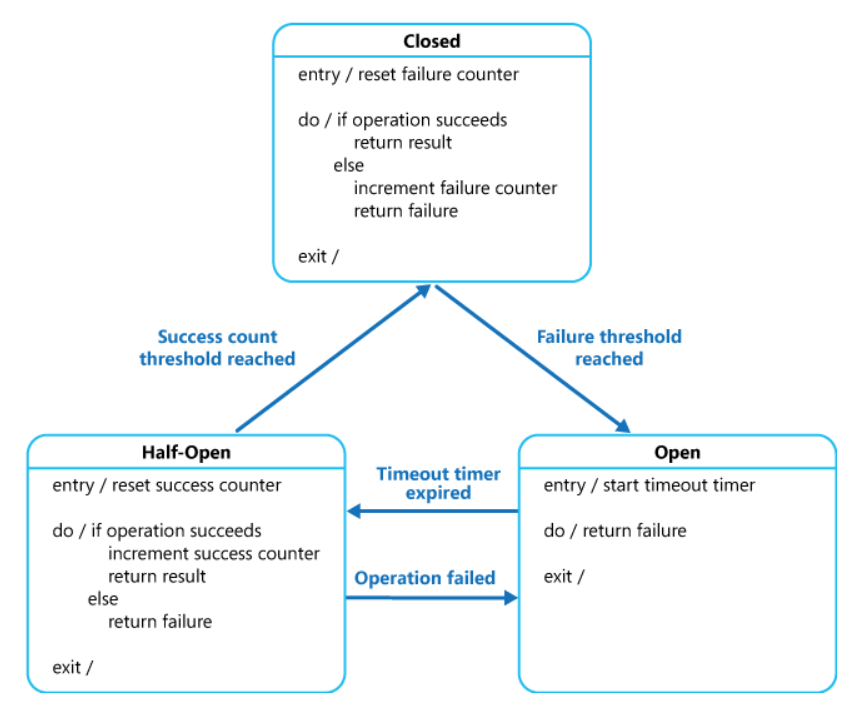 Closed
entry / reset failure counter
do / if operation succeeds
return result
else
increment failure counter
return failure
exit /
Success count
threshold reached
Failure threshold
reached
Half-Open
entry / reset success counter
do / if operation succeeds
increment success counter
return result
else
return failure
exit /
Timeout timer
expired
Operation failed
Open
entry / start timeout timer
do / return failure
exit /